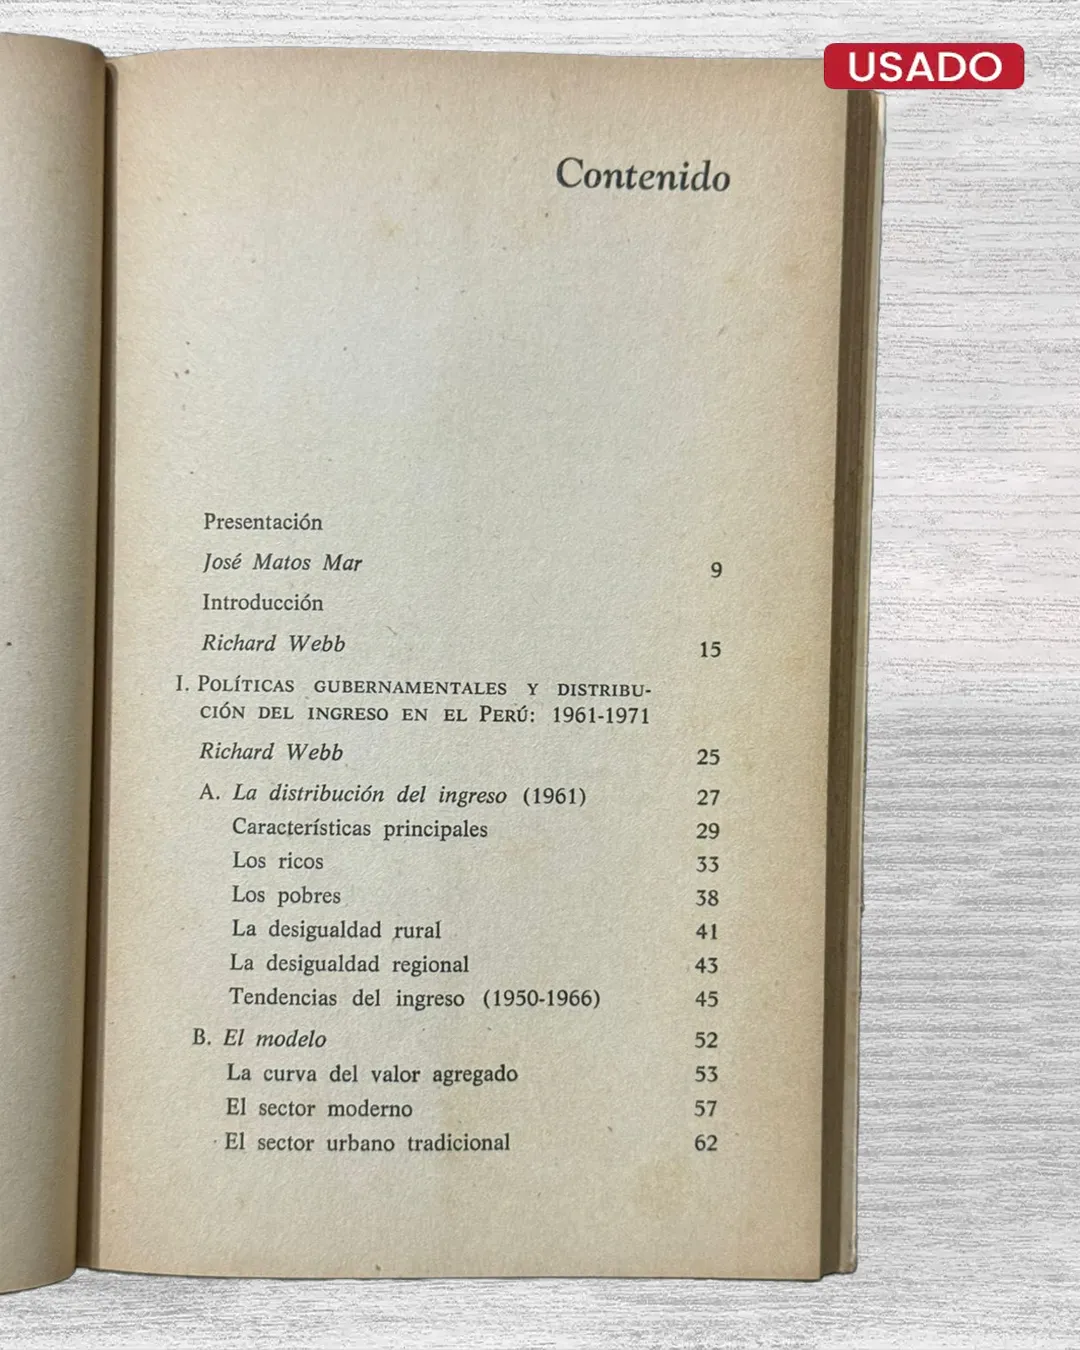 USADO
Contenido
Presentación
José Matos Mar 9
Introducción
Richard Webb 15
I. POLÍTICAS GUBERNAMENTALES Y DISTRIBU-
CIÓN DEL INGRESO EN EL PERÚ: 1961-1971
Richard Webb 25
A. La distribución del ingreso (1961) 27
Características principales 29
Los ricos 33
Los pobres 38
La desigualdad rural 41
La desigualdad regional 43
Tendencias del ingreso (1950-1966) 45
B. El modelo 52
La curva del valor agregado 53
El sector moderno 57
El sector urbano tradicional 62